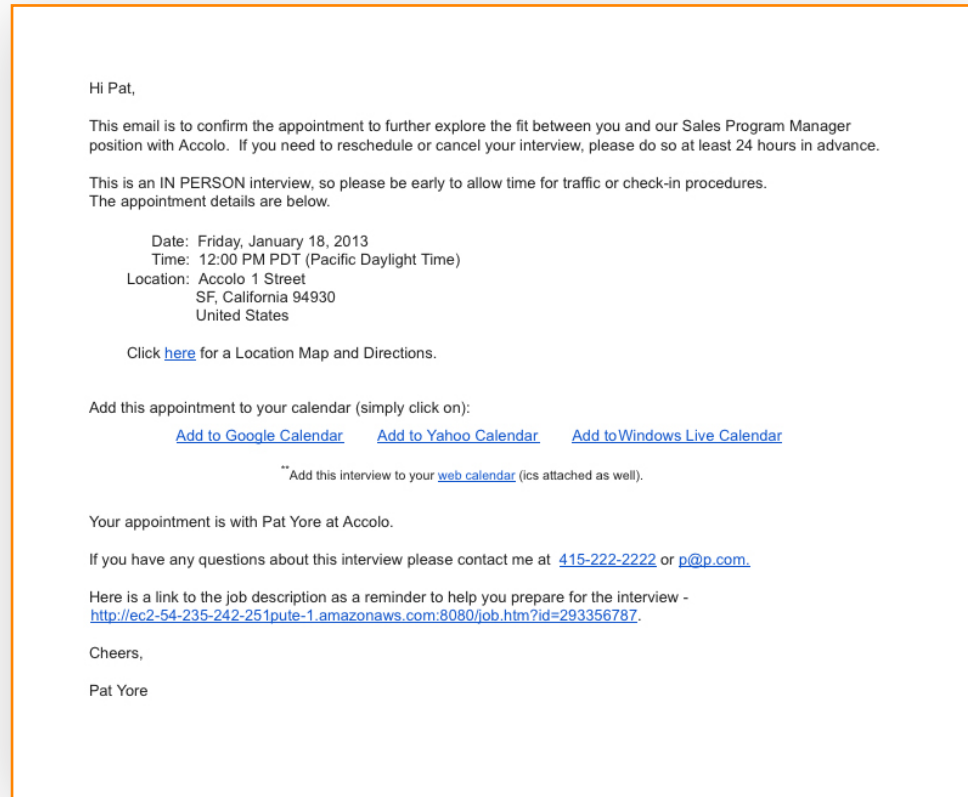 Hi Pat,
This email is to confirm the appointment to further explore the fit between you and our Sales Program Manager
position with Accolo.  If you need to reschedule or cancel your interview, please do so at least 24 hours in advance.
This is an IN PERSON interview, so please be early to allow time for traffic or check-in procedures.
The appointment details are below.
Date:  Friday, January 18, 2013
Time:  12:00 PM PDT (Pacific Daylight Time)
Location:  Accolo 1 Street
SF, California 94930
United States
Click here for a Location Map and Directions.
Add this appointment to your calendar (simply click on):
Add to Google Calendar Add to Yahoo Calendar Add to Windows Live Calendar
**Add this interview to your web calendar (ics attached as well).
Your appointment is with Pat Yore at Accolo.
If you have any questions about this interview please contact me at  415-222-2222 or p@p.com.
Here is a link to the job description as a reminder to help you prepare for the interview -
http://ec2-54-235-242-251pute-1.amazonaws.com:8080/job.htm?id=293356787.
Cheers,
Pat Yore